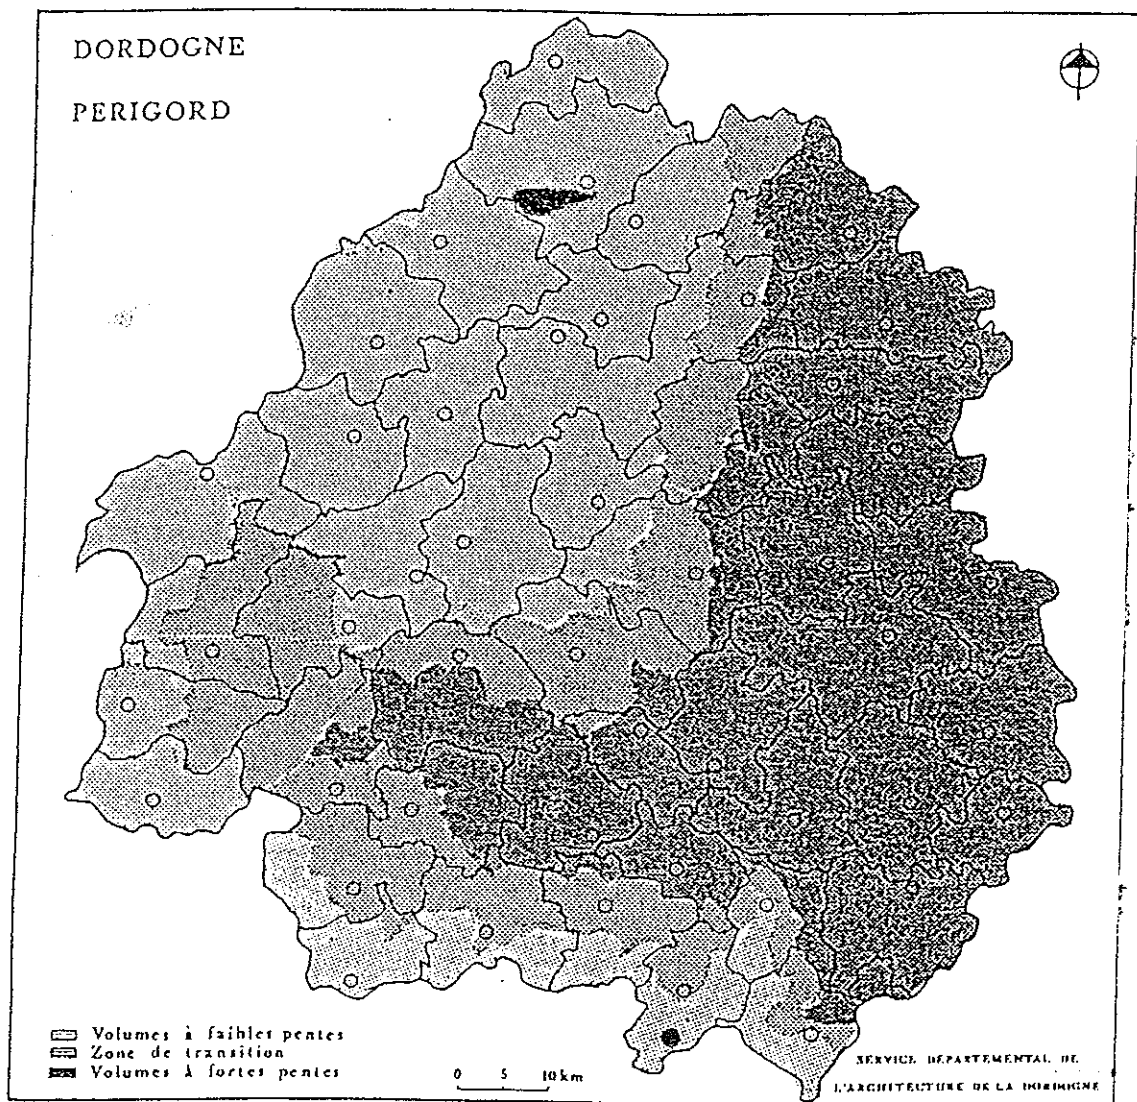 DORDOGNE
PERIGORD
Volumes à faibles pentes
Zone de transition
Volumes à fortes pentes
0 5 10 km
SERVICE DEPARTEMENTAL DE
L'ARCHITECTURE DE LA DORDOGNE